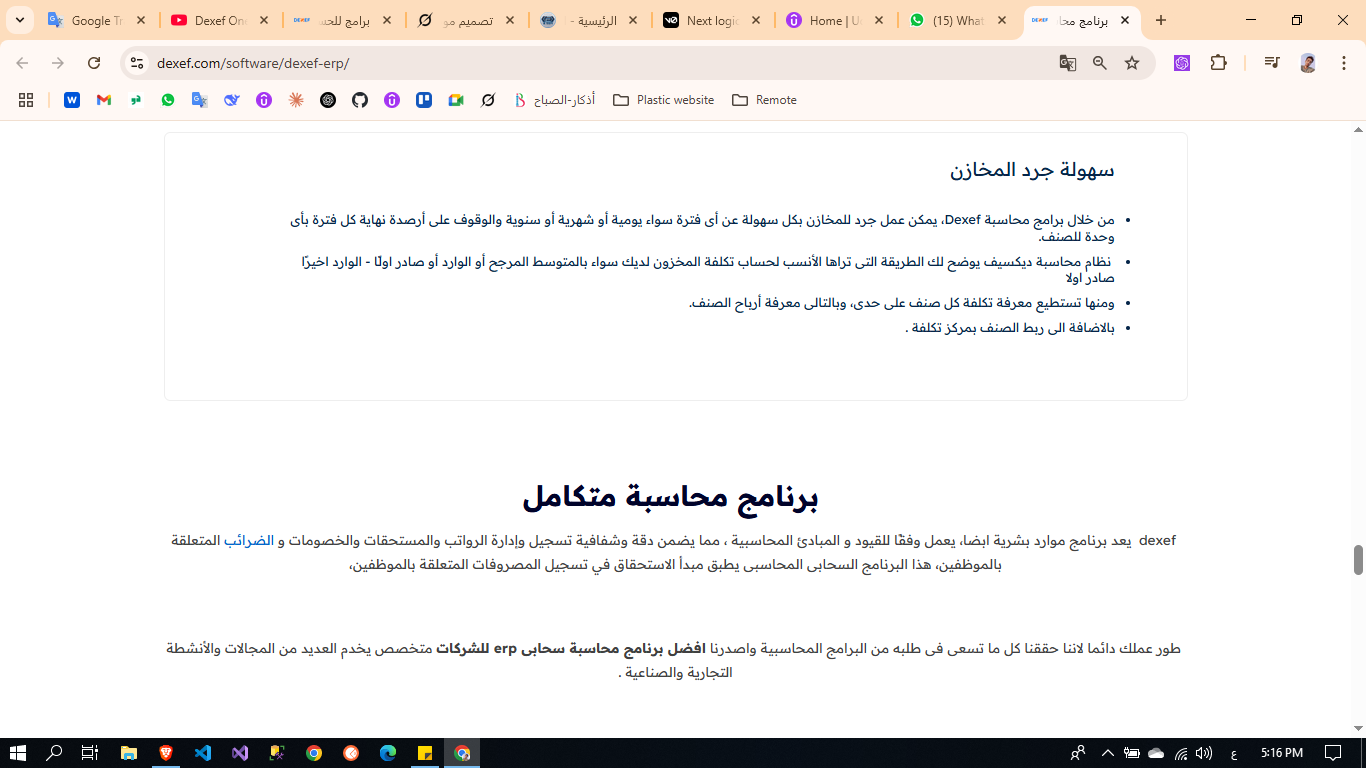 Google Tr
Dexef One
برامج للحس
تصميم مو
الرئيسية -
Next logic
Home | U
(15) What
برنامج محا
dexef.com/software/dexef-erp/
أذكار-الصباح
Plastic website
Remote
سهولة جرد المخازن
من خلال برامج محاسبة Dexef، يمكن عمل جرد للمخازن بكل سهولة عن أى فترة سواء يومية أو شهرية أو سنوية والوقوف على أرصدة نهاية كل فترة بأى
وحدة للصنف.
نظام محاسبة ديكسيف يوضح لك الطريقة التى تراها الأنسب لحساب تكلفة المخزون لديك سواء بالمتوسط المرجح أو الوارد أو صادر اولًا - الوارد اخيرًا
صادر اولا
ومنها تستطيع معرفة تكلفة كل صنف على حدى، وبالتالى معرفة أرباح الصنف.
بالاضافة الى ربط الصنف بمركز تكلفة .
برنامج محاسبة متكامل
dexef يعد برنامج موارد بشرية ابضا، يعمل وفقًا للقيود و المبادئ المحاسبية ، مما يضمن دقة وشفافية تسجيل وإدارة الرواتب والمستحقات والخصومات و الضرائب المتعلقة
بالموظفين، هذا البرنامج السحابى المحاسبى يطبق مبدأ الاستحقاق في تسجيل المصروفات المتعلقة بالموظفين،
طور عملك دائما لاننا حققنا كل ما تسعى فى طلبه من البرامج المحاسبية واصدرنا افضل برنامج محاسبة سحابى erp للشركات متخصص يخدم العديد من المجالات والأنشطة
التجارية والصناعية .
ع
5:16 PM